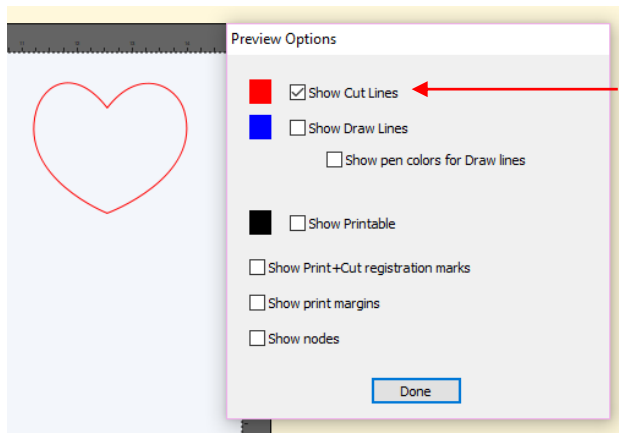 Preview Options
Show Cut Lines
Show Draw Lines
Show pen colors for Draw lines
Show Printable
Show Print+Cut registration marks
Show print margins
Show nodes
Done